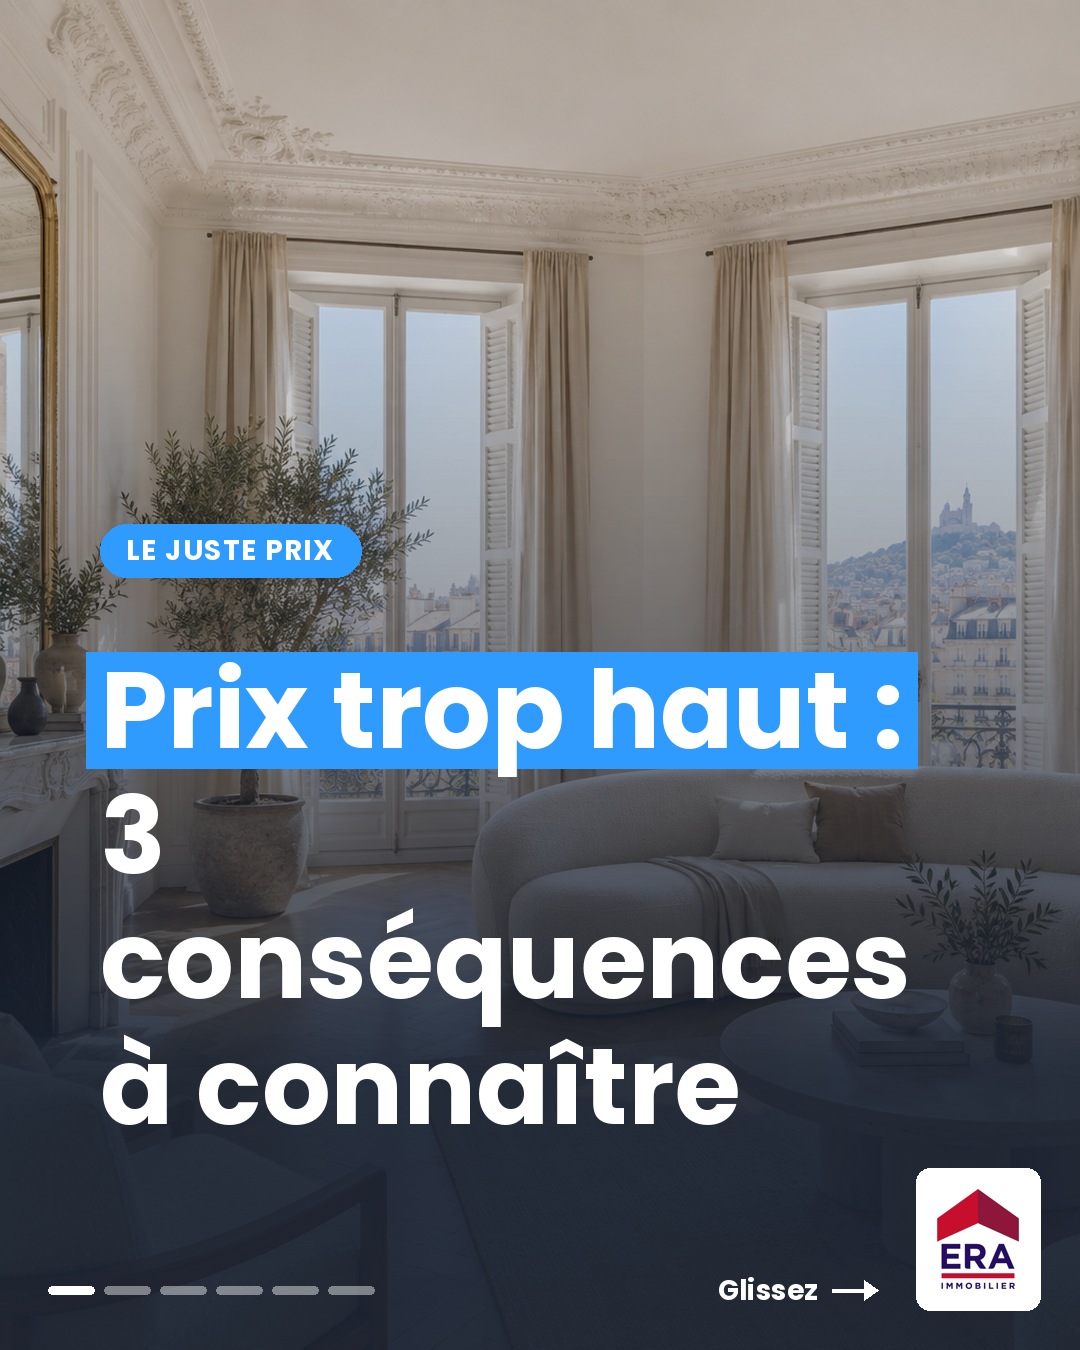 LE JUSTE PRIX
Prix trop haut :
3
conséquences
à connaître
Glissez
ERA
IMMOBILIER